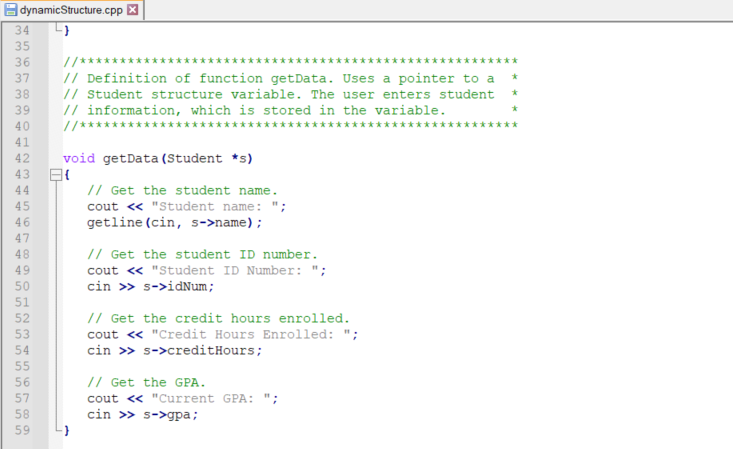 dynamicStructure.cpp
34 }
35
36 //*******************************************************
37 // Definition of function getData. Uses a pointer to a  *
38 // Student structure variable. The user enters student  *
39 // information, which is stored in the variable.        *
40 //*******************************************************
41
42 void getData(Student *s)
43 {
44    // Get the student name.
45    cout << "Student name: ";
46    getline(cin, s->name);
47
48    // Get the student ID number.
49    cout << "Student ID Number: ";
50    cin >> s->idNum;
51
52    // Get the credit hours enrolled.
53    cout << "Credit Hours Enrolled: ";
54    cin >> s->creditHours;
55
56    // Get the GPA.
57    cout << "Current GPA: ";
58    cin >> s->gpa;
59 }